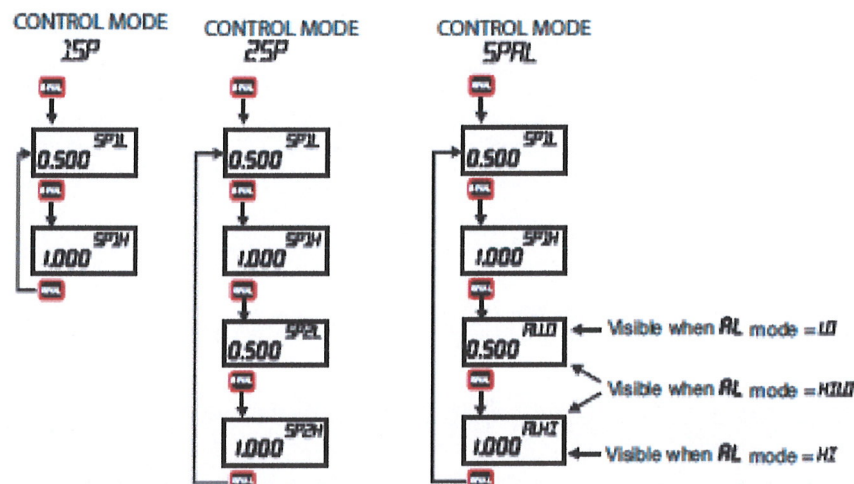 CONTROL MODE
1SP
SP1L
0.500
SP1H
1.000
CONTROL MODE
2SP
SP1L
0.500
SP1H
1.000
SP2L
0.500
SP2H
1.000
CONTROL MODE
SPAL
SP1L
0.500
SP1H
1.000
ALLO
0.500
ALHI
1.000
Visible when AL mode = LO
Visible when AL mode = HILO
Visible when AL mode = HI